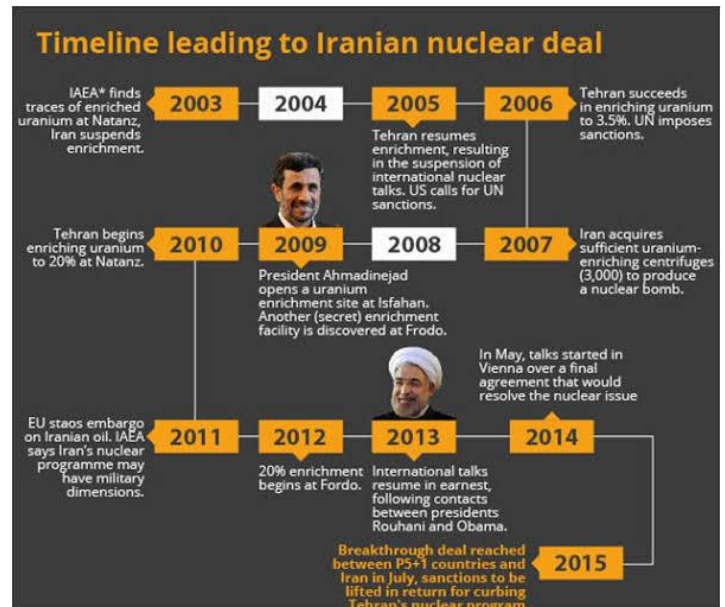 Timeline leading to Iranian nuclear deal
IAEA* finds
traces of enriched
uranium at Natanz,
Iran suspends
enrichment.
2003
2004
2005
Tehran resumes
enrichment, resulting
in the suspension of
international nuclear
talks. US calls for UN
sanctions.
2006
Tehran succeeds
in enriching uranium
to 3.5%. UN imposes
sanctions.
2007
Iran acquires
sufficient uranium-
enriching centrifuges
(3,000) to produce
a nuclear bomb.
2008
2009
President Ahmadinejad
opens a uranium
enrichment site at Isfahan.
Another (secret) enrichment
facility is discovered at Frodo.
2010
Tehran begins
enriching uranium
to 20% at Natanz.
EU staos embargo
on Iranian oil. IAEA
says Iran's nuclear
programme may
have military
dimensions.
2011
2012
20% enrichment
begins at Fordo.
2013
International talks
resume in earnest,
following contacts
between presidents
Rouhani and Obama.
In May, talks started in
Vienna over a final
agreement that would
resolve the nuclear issue
2014
Breakthrough deal reached
between P5+1 countries and
Iran in July, sanctions to be
lifted in return for curbing
Tehran's nuclear program
2015